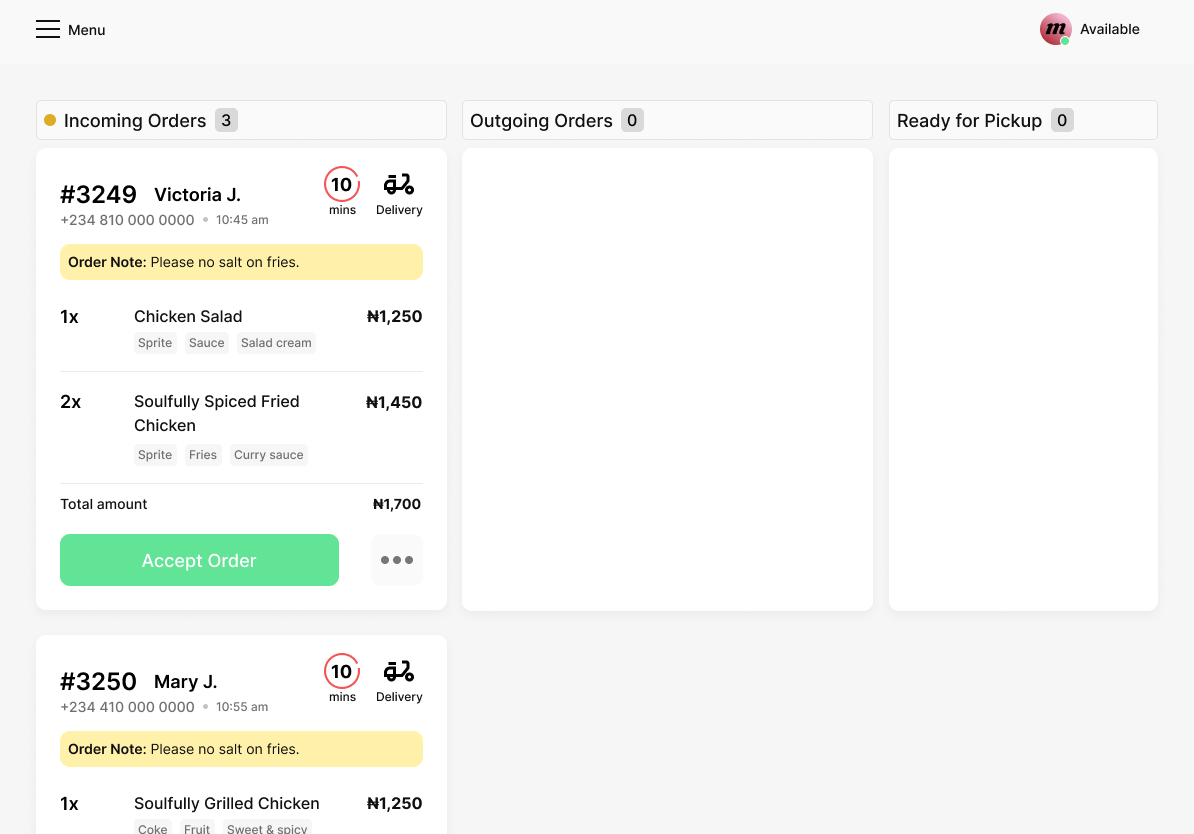 Menu
m
Available
Incoming Orders 3
Outgoing Orders 0
Ready for Pickup 0
#3249 Victoria J.
10
mins
Delivery
+234 810 000 0000 • 10:45 am
Order Note: Please no salt on fries.
1x Chicken Salad ₦1,250
Sprite Sauce Salad cream
2x Soulfully Spiced Fried ₦1,450
Chicken
Sprite Fries Curry sauce
Total amount ₦1,700
Accept Order
#3250 Mary J.
10
mins
Delivery
+234 410 000 0000 • 10:55 am
Order Note: Please no salt on fries.
1x Soulfully Grilled Chicken ₦1,250
Coke Fruit Sweet & spicy